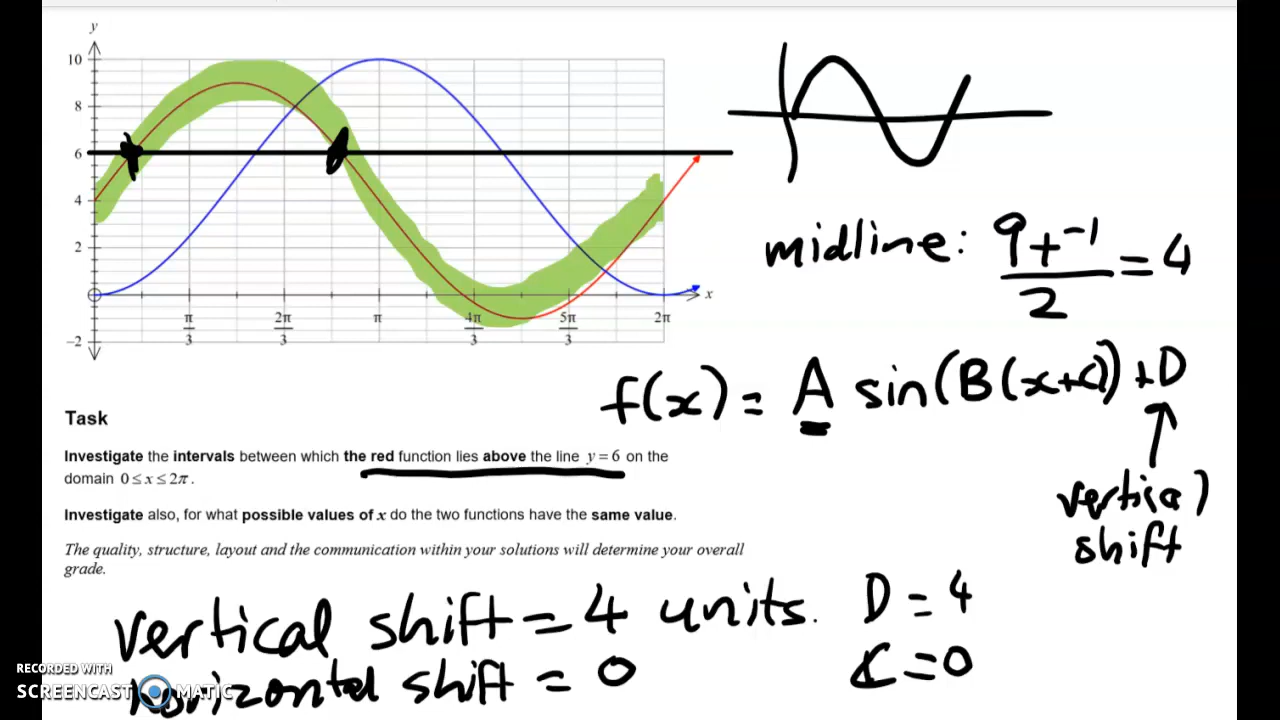 y
10
8
6
4
2
-2
π/3 2π/3 π 4π/3 5π/3 2π
x
midline: 9+-1/2 = 4
f(x) = A sin(B(x+C)) + D
vertical
shift
Task
Investigate the intervals between which the red function lies above the line y = 6 on the
domain 0 ≤ x ≤ 2π.
Investigate also, for what possible values of x do the two functions have the same value.
The quality, structure, layout and the communication within your solutions will determine your overall
grade.
vertical shift = 4 units. D = 4
horizontal shift = 0 C = 0
RECORDED WITH
SCREENCAST MATIC